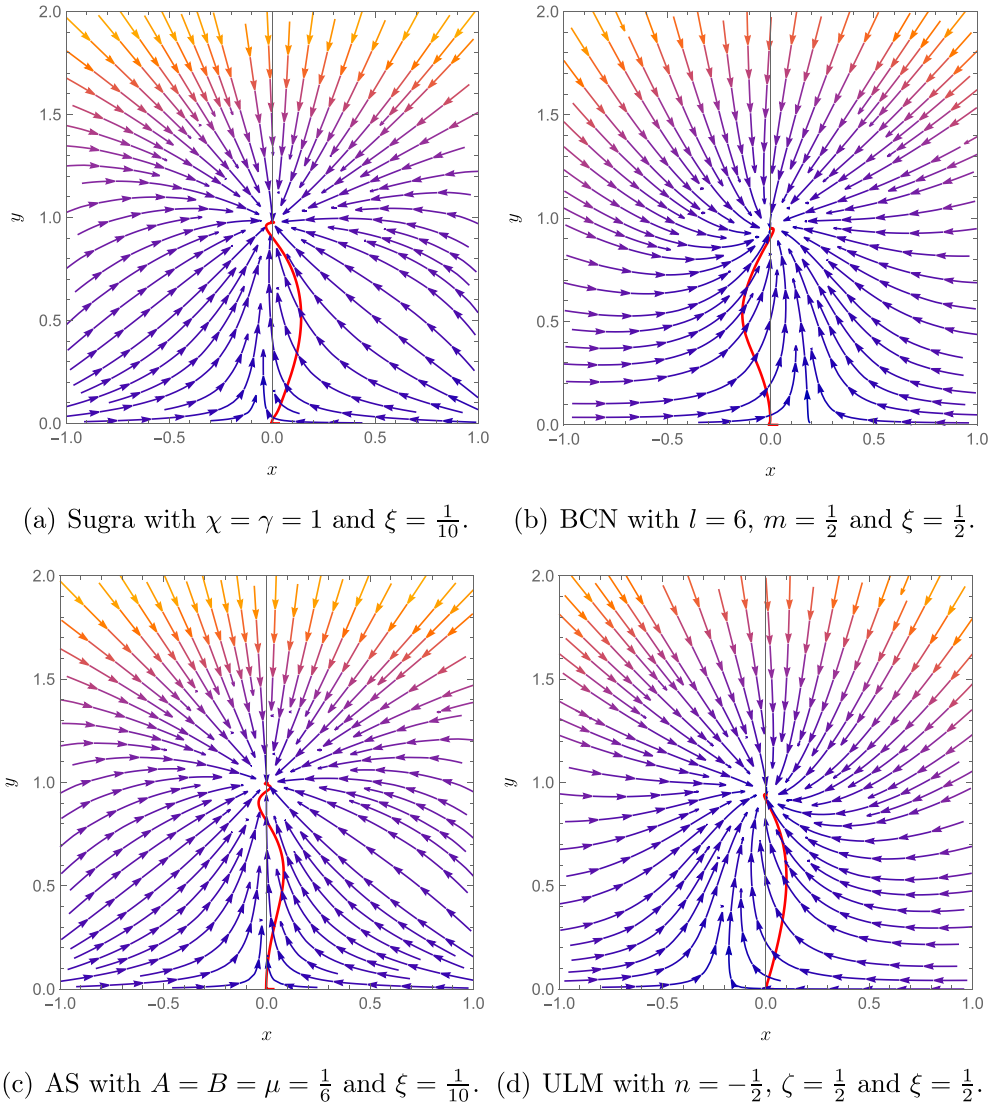 2.0
1.5
1.0
0.5
0.0
y
−1.0 −0.5 0.0 0.5 1.0
x
(a) Sugra with χ = γ = 1 and ξ = 1/10.
2.0
1.5
1.0
0.5
0.0
y
−1.0 −0.5 0.0 0.5 1.0
x
(b) BCN with l = 6, m = 1/2 and ξ = 1/2.
2.0
1.5
1.0
0.5
0.0
y
−1.0 −0.5 0.0 0.5 1.0
x
(c) AS with A = B = μ = 1/6 and ξ = 1/10.
2.0
1.5
1.0
0.5
0.0
y
−1.0 −0.5 0.0 0.5 1.0
x
(d) ULM with n = −1/2, ζ = 1/2 and ξ = 1/2.